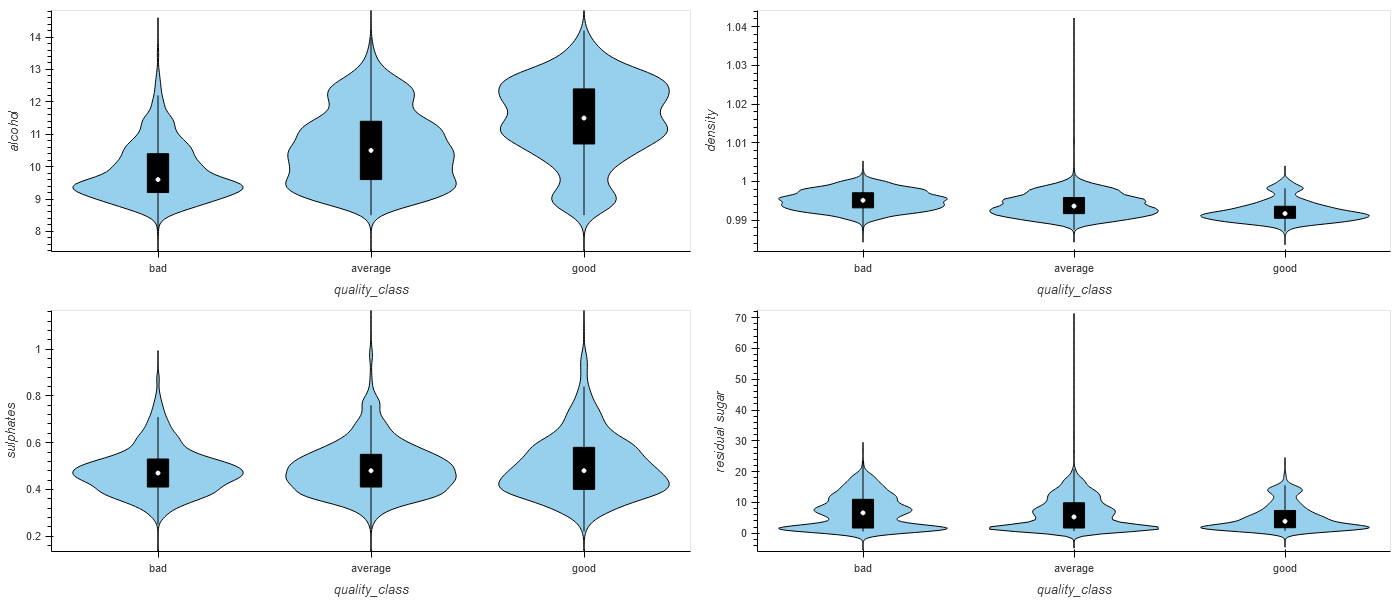 alcohol
14
13
12
11
10
9
8
bad
average
good
quality_class
density
1.04
1.03
1.02
1.01
1
0.99
bad
average
good
quality_class
sulphates
1
0.8
0.6
0.4
0.2
bad
average
good
quality_class
residual sugar
70
60
50
40
30
20
10
0
bad
average
good
quality_class